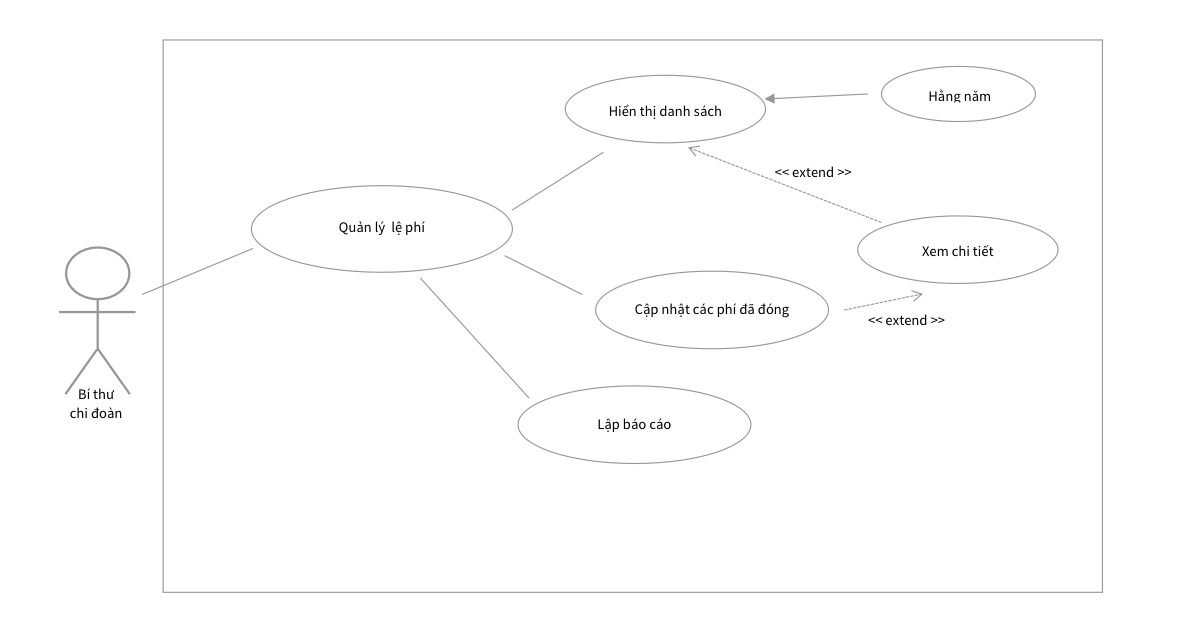 Hiển thị danh sách
Hằng năm
<< extend >>
Quản lý lệ phí
Xem chi tiết
Cập nhật các phí đã đóng
<< extend >>
Bí thư
chi đoàn
Lập báo cáo